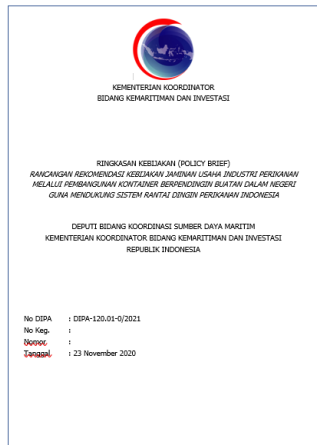 KEMENTERIAN KOORDINATOR
BIDANG KEMARITIMAN DAN INVESTASI
RINGKASAN KEBIJAKAN (POLICY BRIEF)
RANCANGAN REKOMENDASI KEBIJAKAN JAMINAN USAHA INDUSTRI PERIKANAN
MELALUI PEMBANGUNAN KONTAINER BERPENDINGIN BUATAN DALAM NEGERI
GUNA MENDUKUNG SISTEM RANTAI DINGIN PERIKANAN INDONESIA
DEPUTI BIDANG KOORDINASI SUMBER DAYA MARITIM
KEMENTERIAN KOORDINATOR BIDANG KEMARITIMAN DAN INVESTASI
REPUBLIK INDONESIA
No DIPA : DIPA-120.01-0/2021
No Keg. :
Nomor :
Tanggal : 23 November 2020